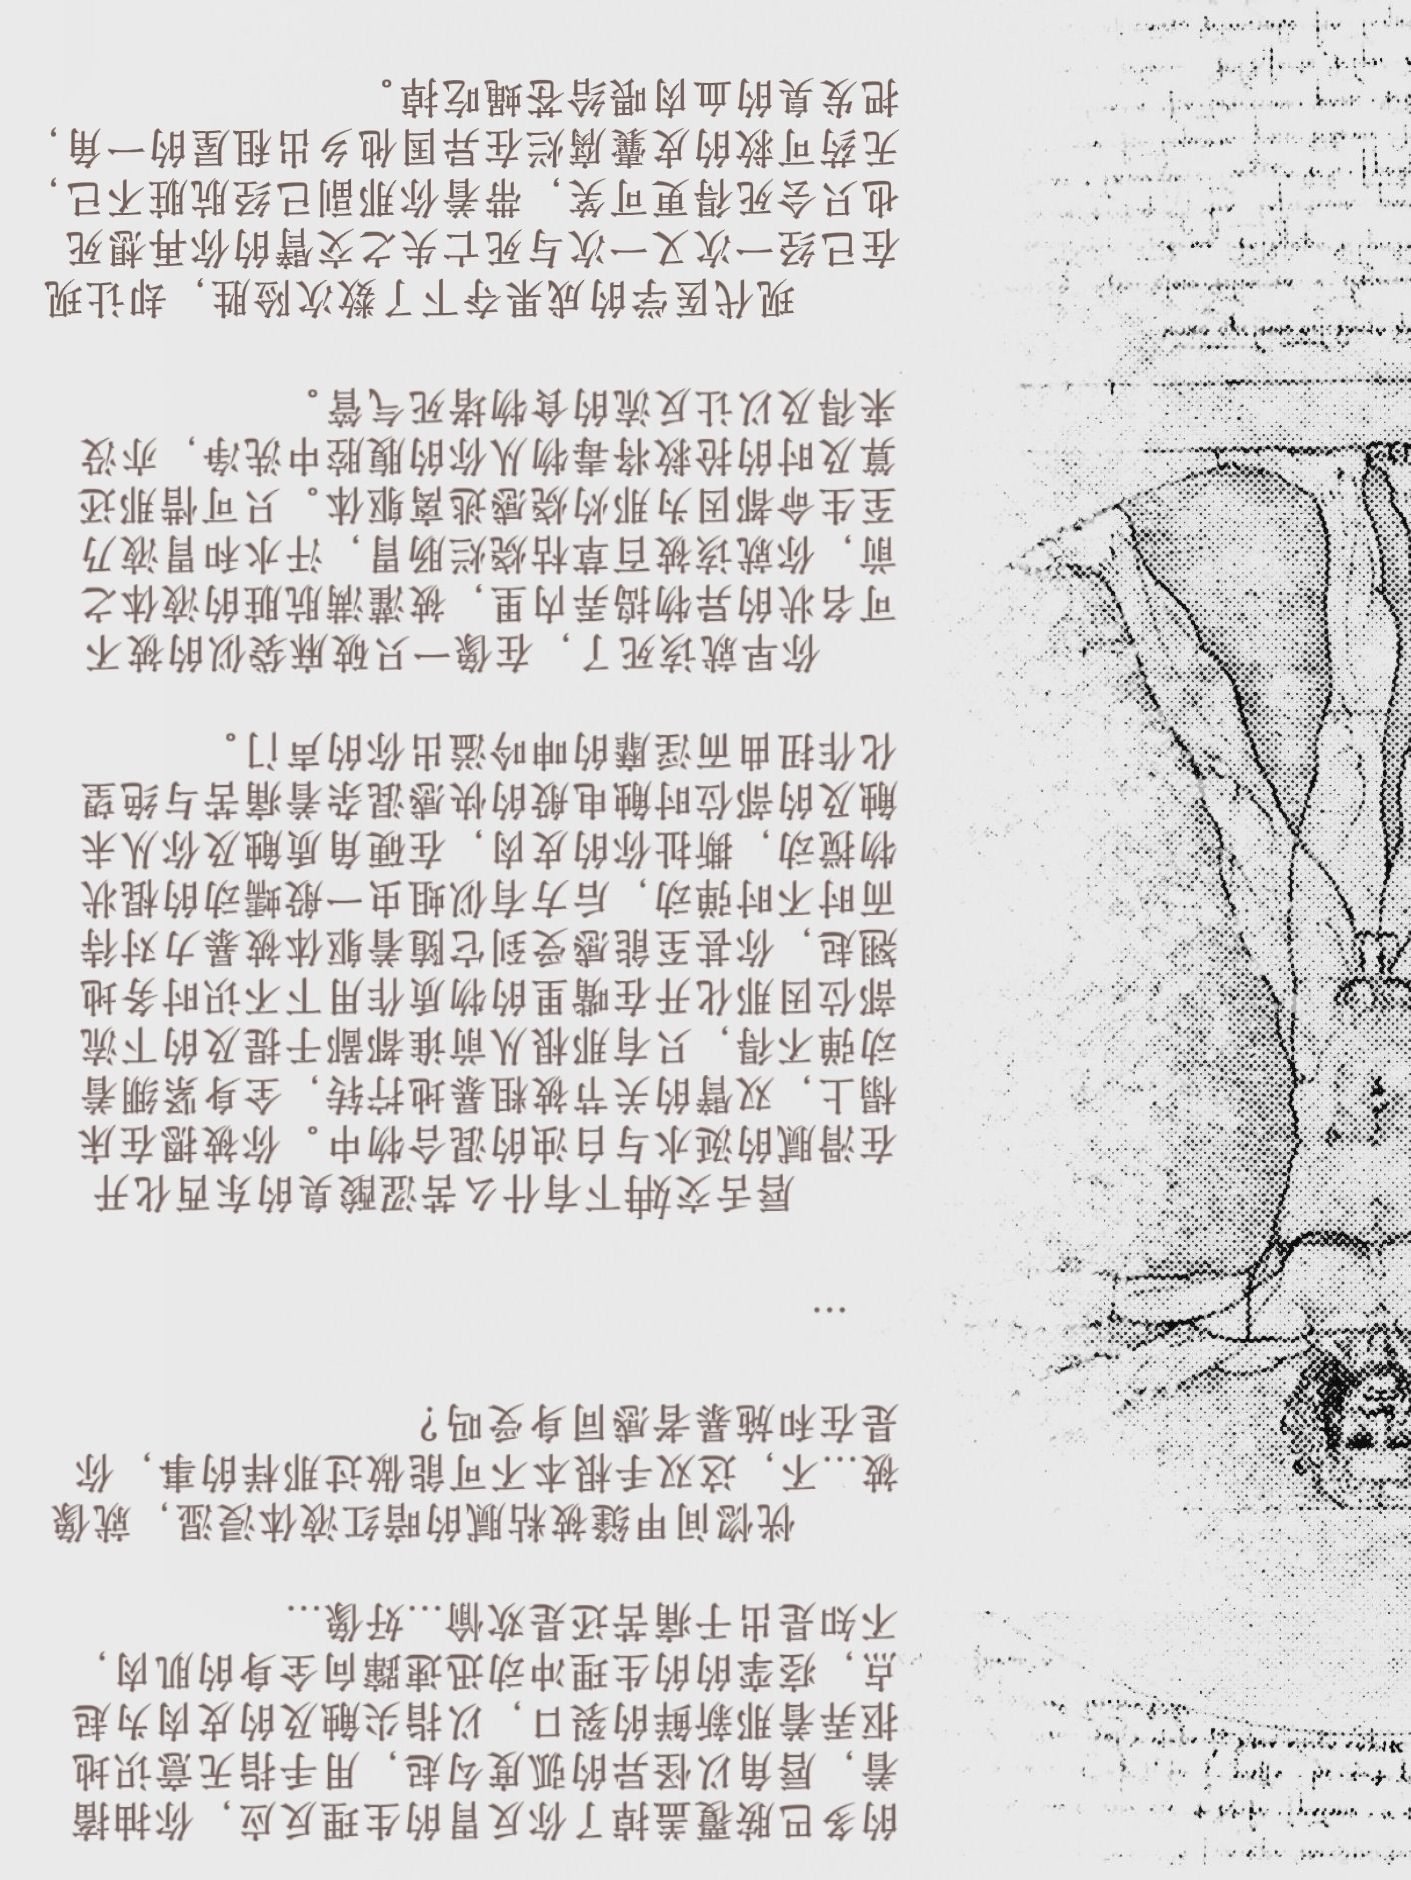 的多巴胺覆盖掉了你反胃的生理反应，你抽搐
着，唇角以怪异的弧度勾起，用手指无意识地
抠弄着那新鲜的裂口，以指尖触及的皮肉为起
点，痉挛的的生理冲动迅速蹿向全身的肌肉，
不知是出于痛苦还是欢愉...好像...
恍惚间甲缝被粘腻的暗红液体浸湿，就像
被...不，这双手根本不可能做过那样的事，你
是在和施暴者感同身受吗？
...
唇舌交姌下有什么苦涩酸臭的东西化开
在滑腻的涎水与白浊的混合物中。你被摁在床
榻上，双臂的关节被粗暴地拧转，全身紧绷着
动弹不得，只有那根从前谁都鄙于提及的下流
部位因那化开在嘴里的物质作用下不识时务地
翘起，你甚至能感受到它随着躯体被暴力对待
而时不时弹动，后方有似蛆虫一般蠕动的棍状
物搅动，撕扯你的皮肉，在硬角质触及你从未
触及的部位时触电般的快感混杂着痛苦与绝望
化作扭曲而淫靡的呻吟溢出你的声门。
你早就该死了，在像一只破麻袋似的被不
可名状的异物捣弄内里，被灌满肮脏的液体之
前，你就该被百草枯烧烂肠胃，汗水和胃液乃
至生命都因为那灼烧感逃离躯体。只可惜那还
算及时的抢救将毒物从你的腹腔中洗净，亦没
来得及以让反流的食物堵死气管。
现代医学的成果夺下了数次险胜，却让现
在已经一次又一次与死亡失之交臂的你再想死
也只会死得更可笑，带着你那副已经肮脏不已，
无药可救的皮囊腐烂在异国他乡出租屋的一角，
把发臭的血肉喂给苍蝇吃掉。